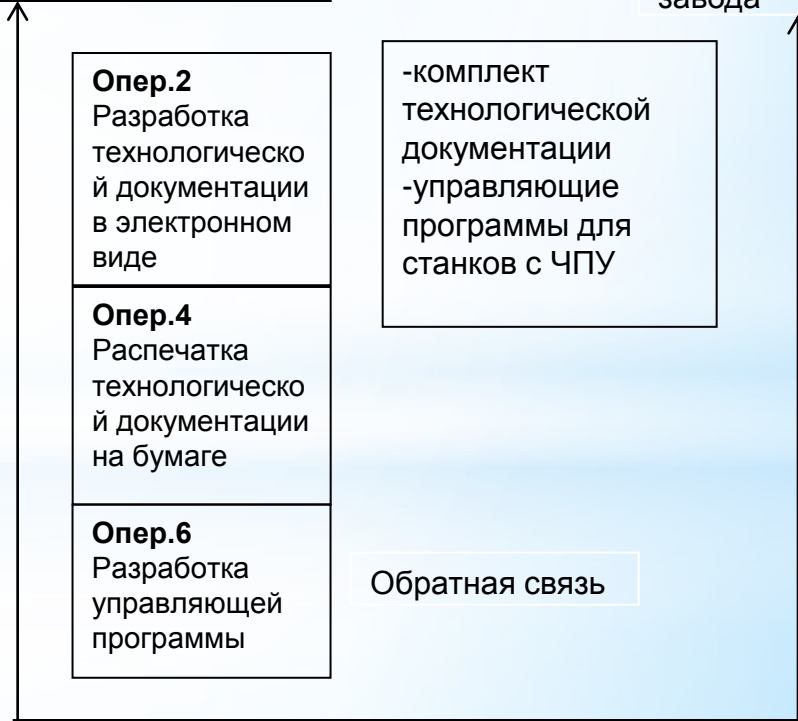 завода
Опер.2
Разработка
технологическо
й документации
в электронном
виде
-комплект
технологической
документации
-управляющие
программы для
станков с ЧПУ
Опер.4
Распечатка
технологическо
й документации
на бумаге
Опер.6
Разработка
управляющей
программы
Обратная связь